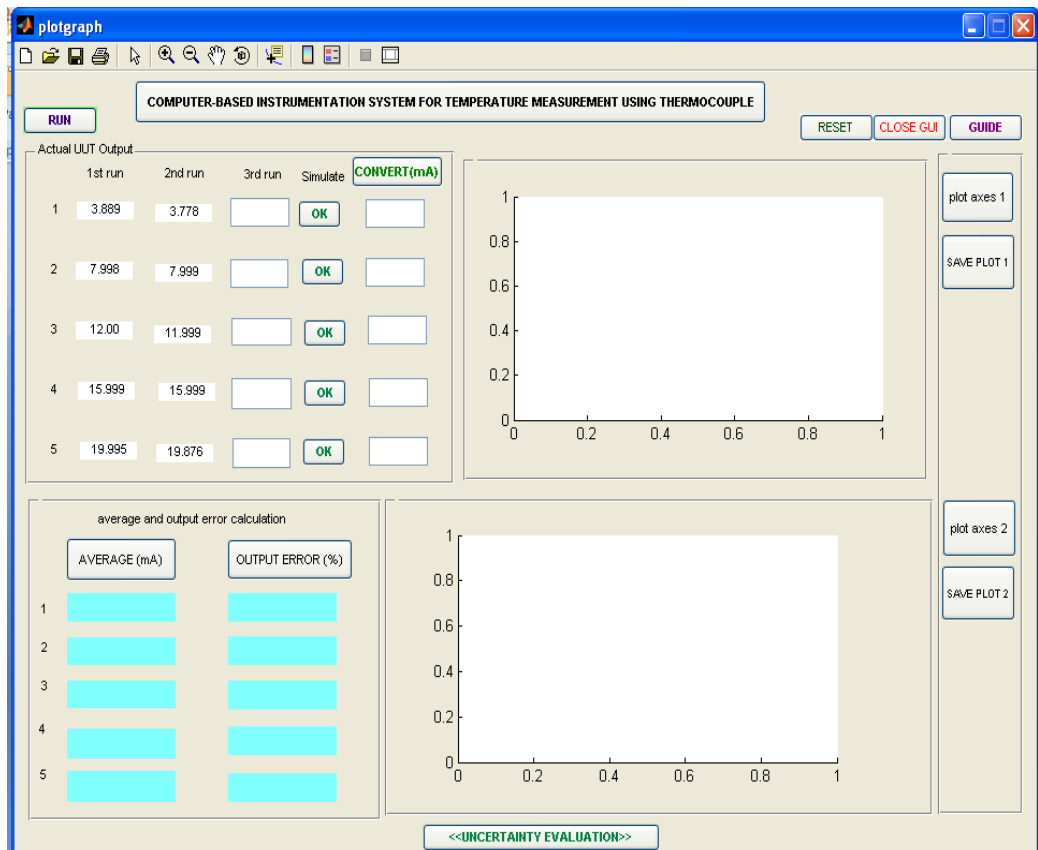 plotgraph
COMPUTER-BASED INSTRUMENTATION SYSTEM FOR TEMPERATURE MEASUREMENT USING THERMOCOUPLE
RUN
RESET CLOSE GUI GUIDE
Actual UUT Output
1st run 2nd run 3rd run Simulate CONVERT(mA)
1 3.889 3.778 OK
2 7.998 7.999 OK
3 12.00 11.999 OK
4 15.999 15.999 OK
5 19.995 19.876 OK
1
0.8
0.6
0.4
0.2
0
0 0.2 0.4 0.6 0.8 1
plot axes 1
SAVE PLOT 1
average and output error calculation
AVERAGE (mA) OUTPUT ERROR (%)
1
2
3
4
5
1
0.8
0.6
0.4
0.2
0
0 0.2 0.4 0.6 0.8 1
plot axes 2
SAVE PLOT 2
<<UNCERTAINTY EVALUATION>>